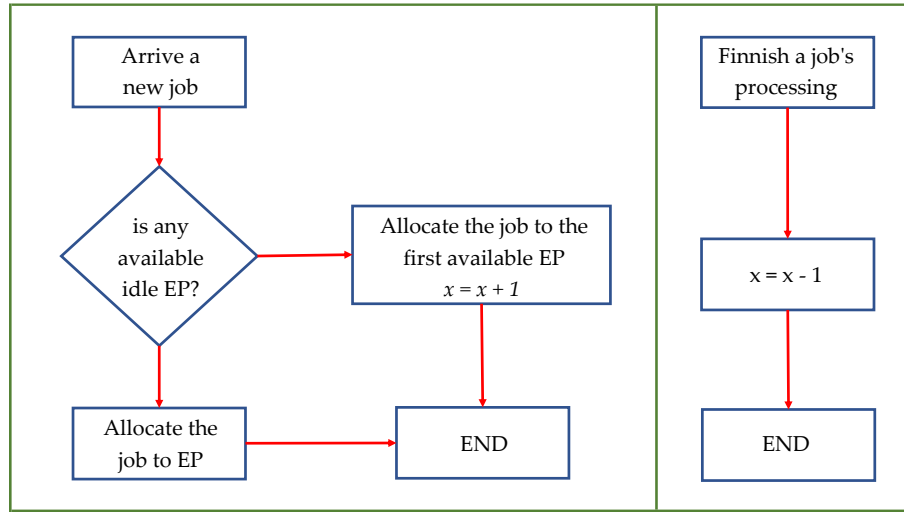 Arrive a
new job
is any
available
idle EP?
Allocate the job to the
first available EP
x = x + 1
Allocate the
job to EP
END
Finnish a job's
processing
x = x - 1
END